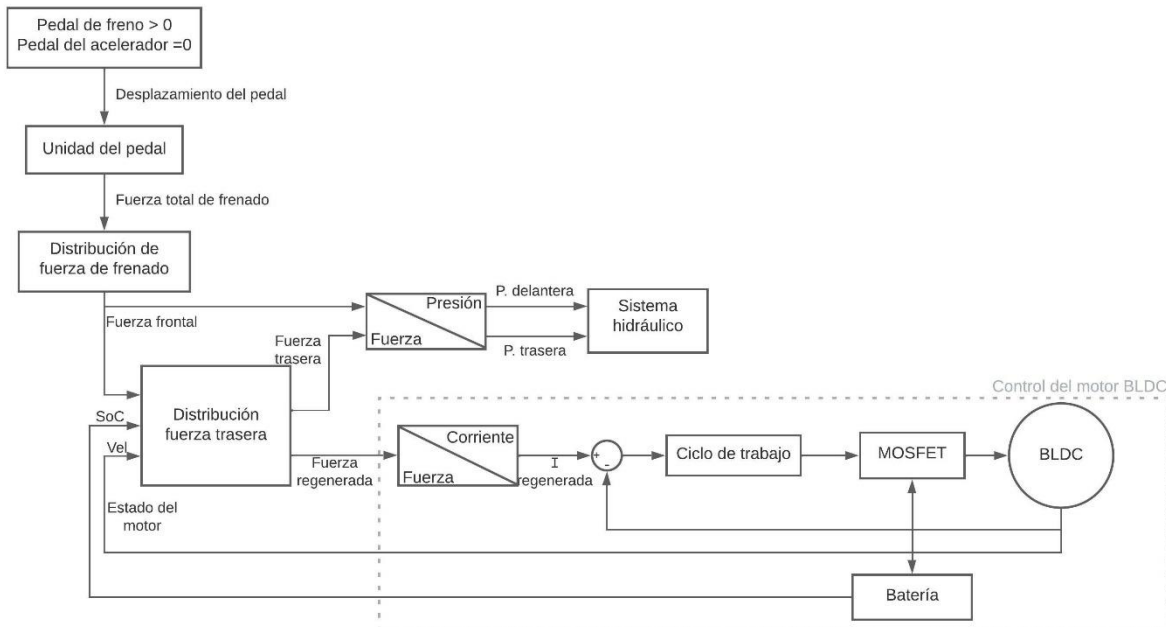 Pedal de freno > 0
Pedal del acelerador =0
Desplazamiento del pedal
Unidad del pedal
Fuerza total de frenado
Distribución de
fuerza de frenado
Fuerza frontal
Presión
Fuerza
P. delantera
P. trasera
Sistema
hidráulico
Fuerza
trasera
SoC
Vel
Distribución
fuerza trasera
Estado del
motor
Fuerza
regenerada
Control del motor BLDC
Corriente
Fuerza
I
regenerada
+
-
Ciclo de trabajo
MOSFET
BLDC
Batería